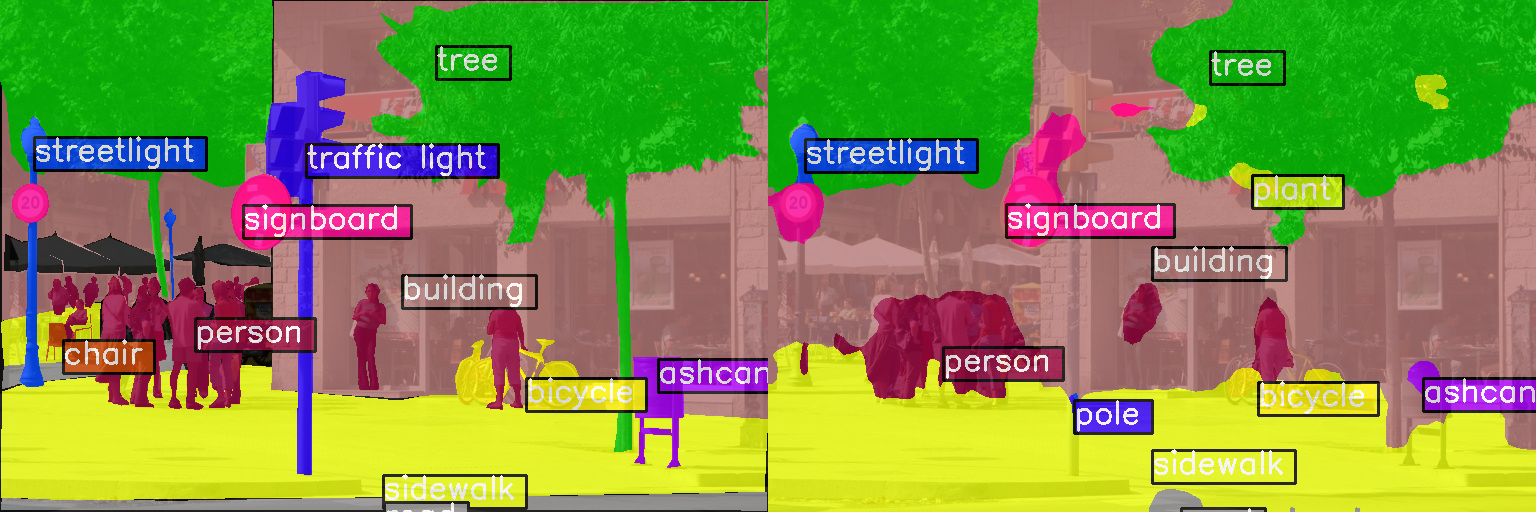 tree
tree
streetlight
traffic light
streetlight
20
signboard
20
signboard
plant
building
building
person
chair
person
bicycle
ashcan
bicycle
ashcan
pole
sidewalk
sidewalk